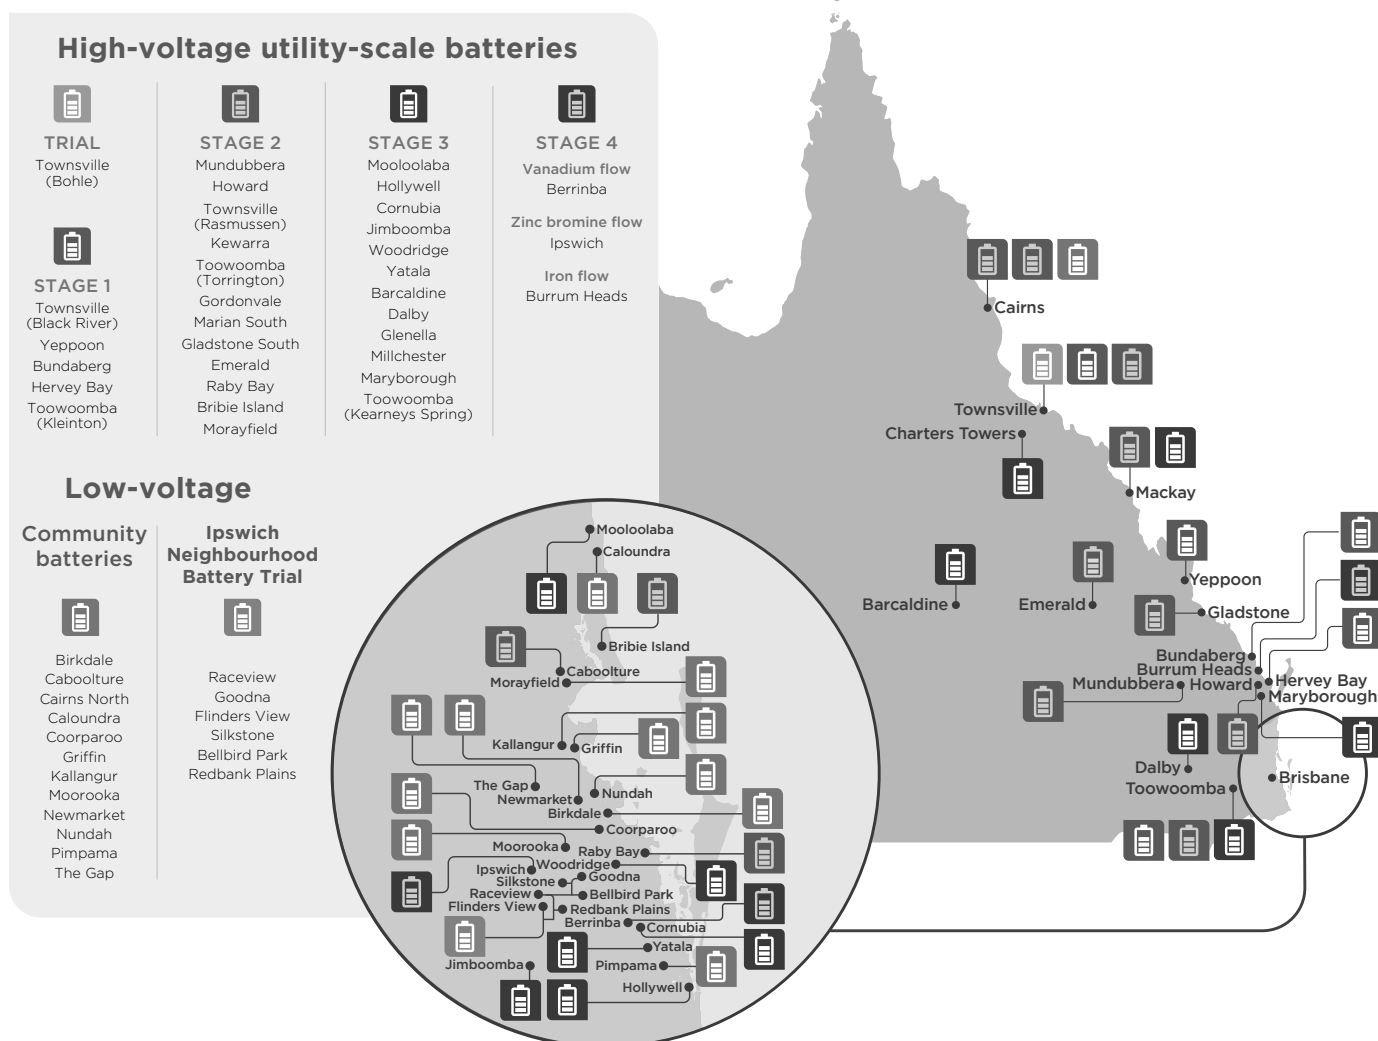 High-voltage utility-scale batteries
TRIAL
Townsville
(Bohle)
STAGE 1
Townsville
(Black River)
Yeppoon
Bundaberg
Hervey Bay
Toowoomba
(Kleinton)
STAGE 2
Mundubbera
Howard
Townsville
(Rasmussen)
Kewarra
Toowoomba
(Torrington)
Gordonvale
Marian South
Gladstone South
Emerald
Raby Bay
Bribie Island
Morayfield
STAGE 3
Mooloolaba
Hollywell
Cornubia
Jimboomba
Woodridge
Yatala
Barcaldine
Dalby
Glenella
Millchester
Maryborough
Toowoomba
(Kearneys Spring)
STAGE 4
Vanadium flow
Berrinba
Zinc bromine flow
Ipswich
Iron flow
Burrum Heads
Low-voltage
Community
batteries
Birkdale
Caboolture
Cairns North
Caloundra
Coorparoo
Griffin
Kallangur
Moorooka
Newmarket
Nundah
Pimpama
The Gap
Ipswich
Neighbourhood
Battery Trial
Raceview
Goodna
Flinders View
Silkstone
Bellbird Park
Redbank Plains
Mooloolaba
Caloundra
Bribie Island
Caboolture
Morayfield
Kallangur
Griffin
The Gap
Newmarket
Nundah
Birkdale
Coorparoo
Moorooka
Raby Bay
Ipswich
Woodridge
Silkstone
Goodna
Raceview
Bellbird Park
Flinders View
Redbank Plains
Berrinba
Cornubia
Yatala
Jimboomba
Pimpama
Hollywell
Cairns
Townsville
Charters Towers
Mackay
Yeppoon
Barcaldine
Emerald
Gladstone
Bundaberg
Burrum Heads
Mundubbera
Howard
Hervey Bay
Maryborough
Dalby
Brisbane
Toowoomba